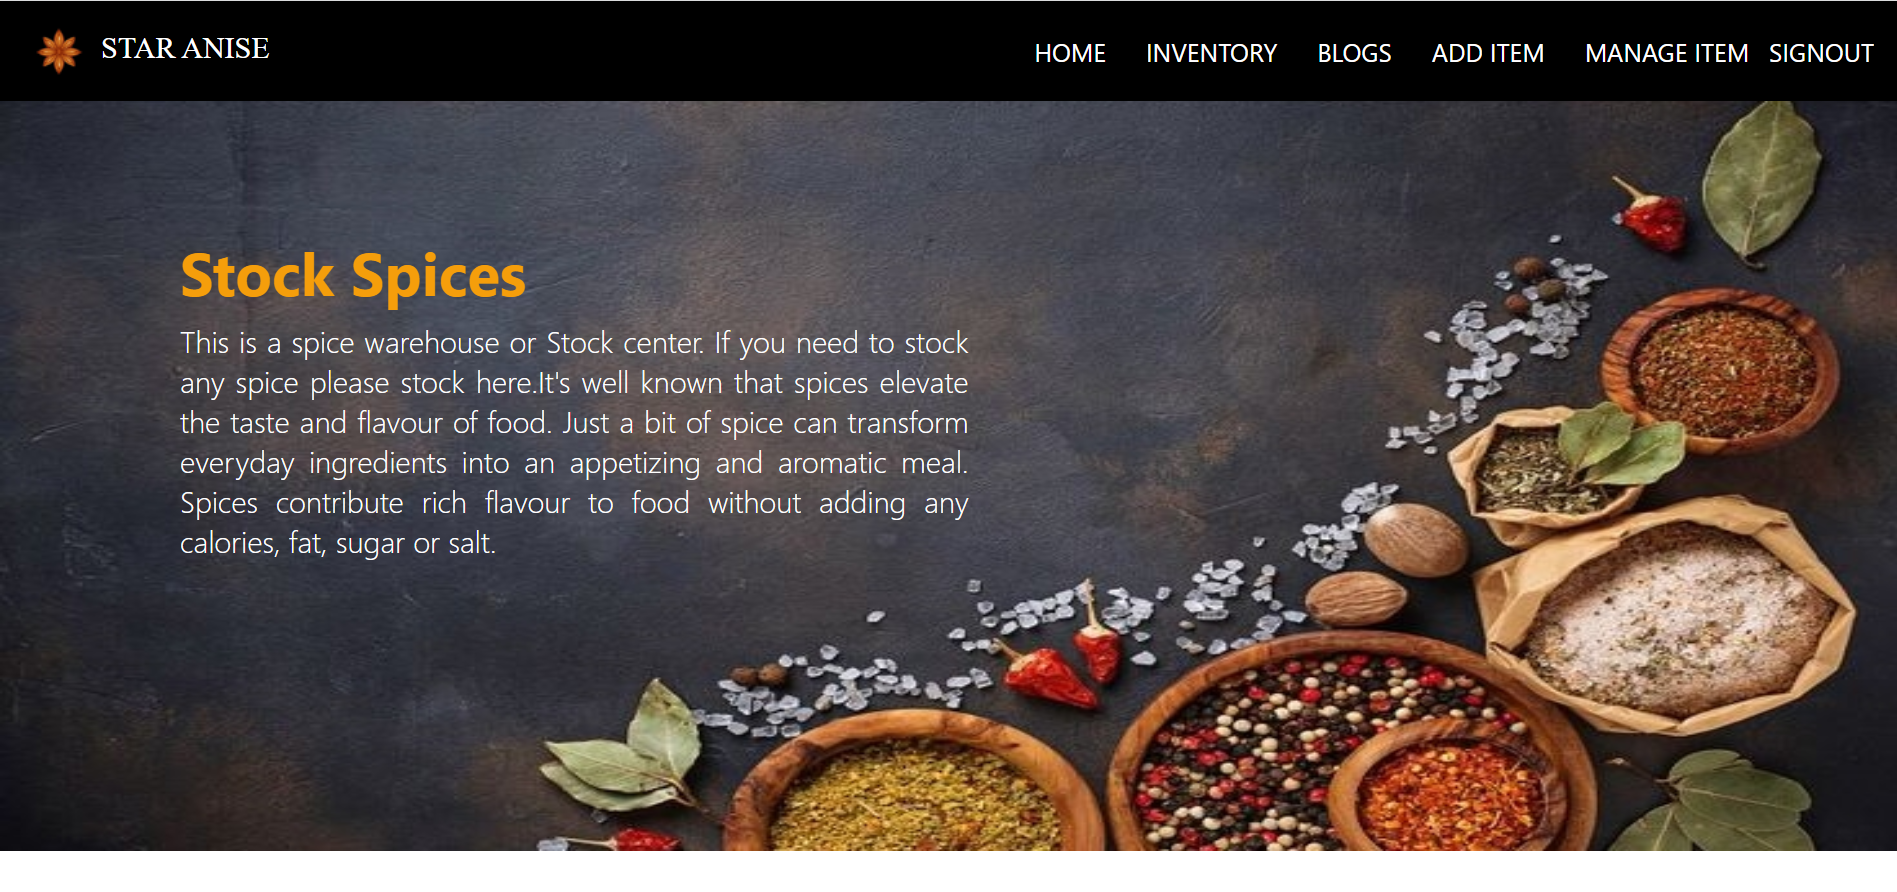 STAR ANISE
HOME INVENTORY BLOGS ADD ITEM MANAGE ITEM SIGNOUT
Stock Spices
This is a spice warehouse or Stock center. If you need to stock
any spice please stock here.It's well known that spices elevate
the taste and flavour of food. Just a bit of spice can transform
everyday ingredients into an appetizing and aromatic meal.
Spices contribute rich flavour to food without adding any
calories, fat, sugar or salt.